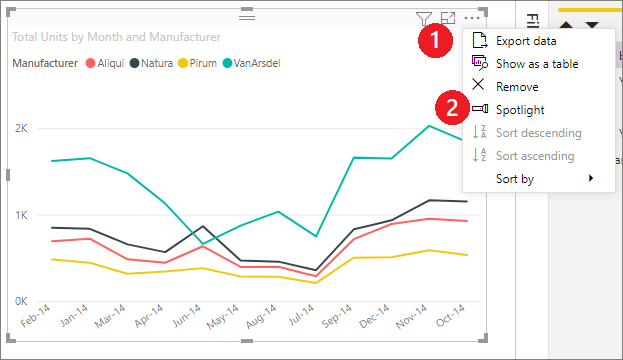 Total Units by Month and Manufacturer
Manufacturer Aliqui Natura Pirum VanArsdel
2K
1K
0K
Feb-14 Jan-14 Mar-14 Apr-14 Jun-14 May-14 Aug-14 Jul-14 Sep-14 Dec-14 Nov-14 Oct-14
1
2
Export data
Show as a table
Remove
Spotlight
Sort descending
Sort ascending
Sort by